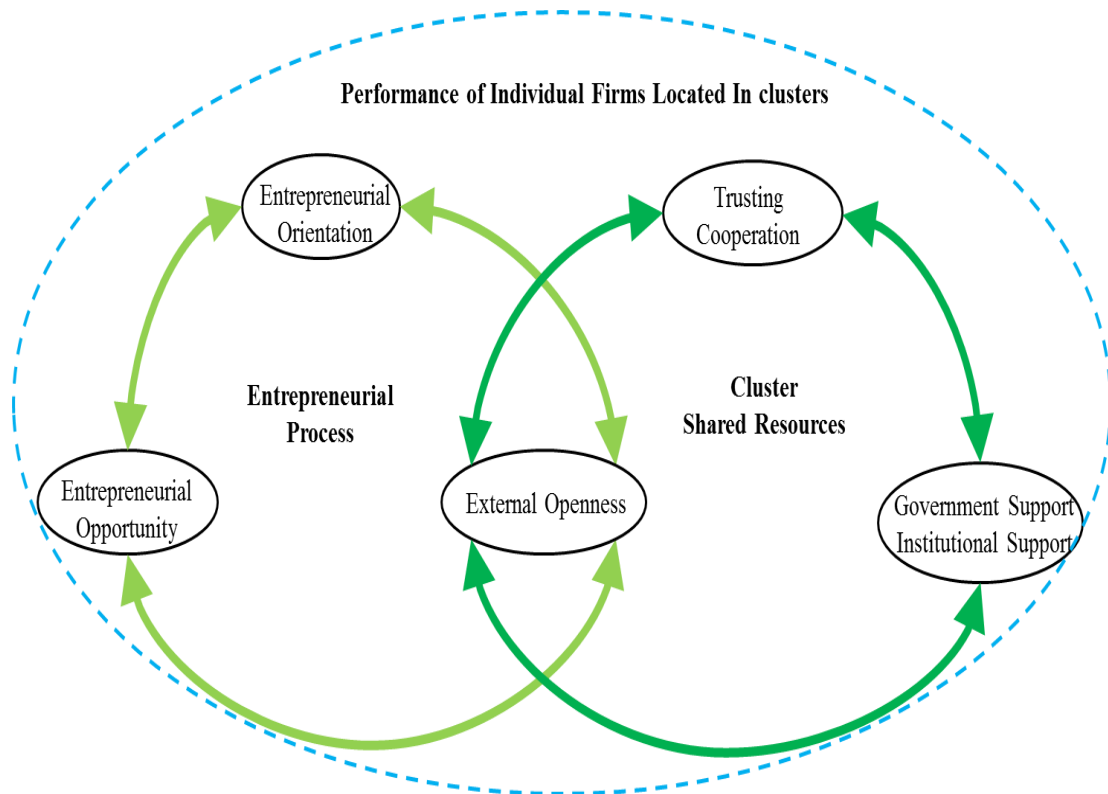 Performance of Individual Firms Located In clusters
Entrepreneurial
Orientation
Trusting
Cooperation
Entrepreneurial
Process
Cluster
Shared Resources
Entrepreneurial
Opportunity
External Openness
Government Support
Institutional Support